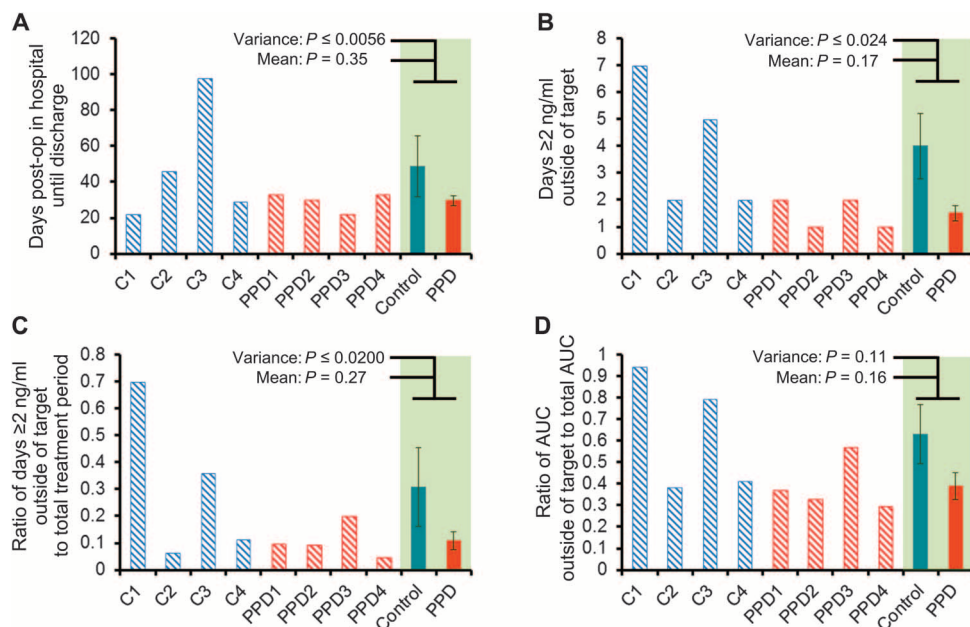 A
Days post-op in hospital
until discharge
120
100
80
60
40
20
0
Variance: P ≤ 0.0056
Mean: P = 0.35
C1
C2
C3
C4
PPD1
PPD2
PPD3
PPD4
Control
PPD
B
Days ≥2 ng/ml
outside of target
8
7
6
5
4
3
2
1
0
Variance: P ≤ 0.024
Mean: P = 0.17
C1
C2
C3
C4
PPD1
PPD2
PPD3
PPD4
Control
PPD
C
Ratio of days ≥2 ng/ml
outside of target
to total treatment period
0.8
0.7
0.6
0.5
0.4
0.3
0.2
0.1
0
Variance: P ≤ 0.0200
Mean: P = 0.27
C1
C2
C3
C4
PPD1
PPD2
PPD3
PPD4
Control
PPD
D
Ratio of AUC
outside of target to total AUC
1
0.9
0.8
0.7
0.6
0.5
0.4
0.3
0.2
0.1
0
Variance: P = 0.11
Mean: P = 0.16
C1
C2
C3
C4
PPD1
PPD2
PPD3
PPD4
Control
PPD